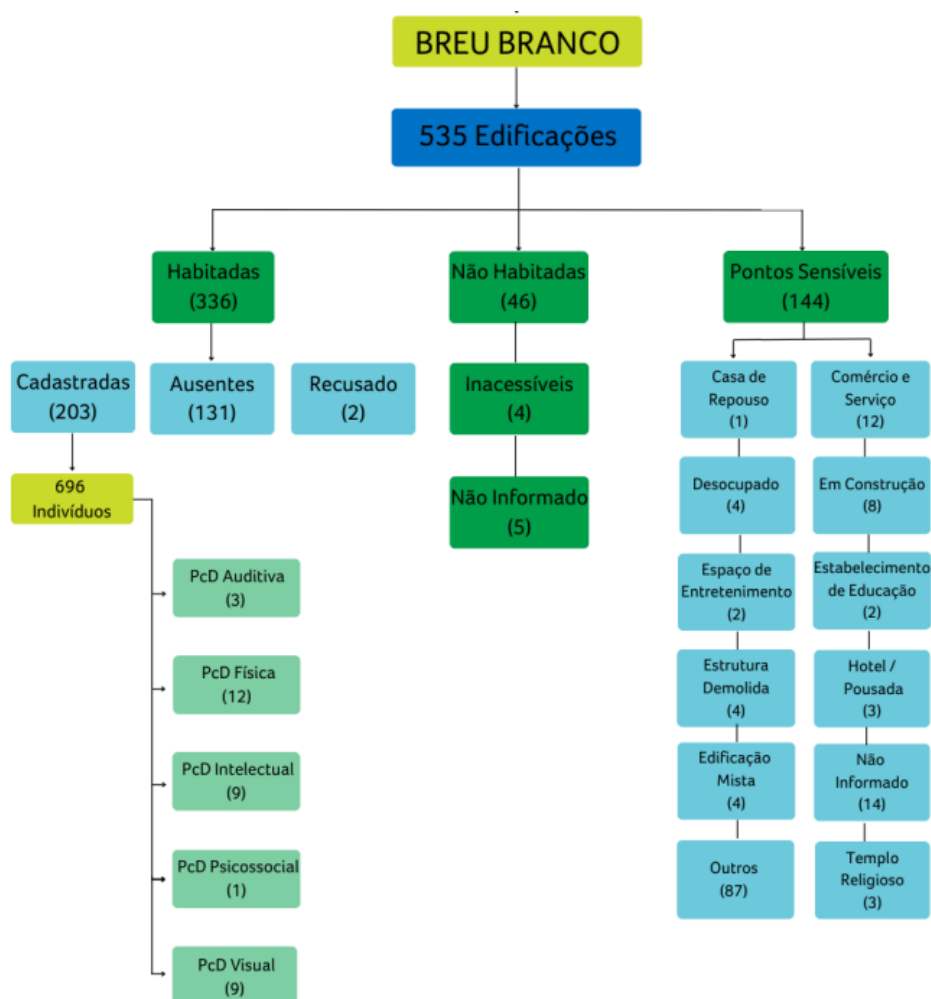 BREU BRANCO
535 Edificações
Habitadas
(336)
Não Habitadas
(46)
Pontos Sensíveis
(144)
Cadastradas
(203)
Ausentes
(131)
Recusado
(2)
Inacessíveis
(4)
Casa de
Repouso
(1)
Comércio e
Serviço
(12)
696
Indivíduos
Não Informado
(5)
Desocupado
(4)
Em Construção
(8)
PcD Auditiva
(3)
Espaço de
Entretenimento
(2)
Estabelecimento
de Educação
(2)
PcD Física
(12)
Estrutura
Demolida
(4)
Hotel /
Pousada
(3)
PcD Intelectual
(9)
Edificação
Mista
(4)
Não
Informado
(14)
PcD Psicossocial
(1)
Outros
(87)
Templo
Religioso
(3)
PcD Visual
(9)